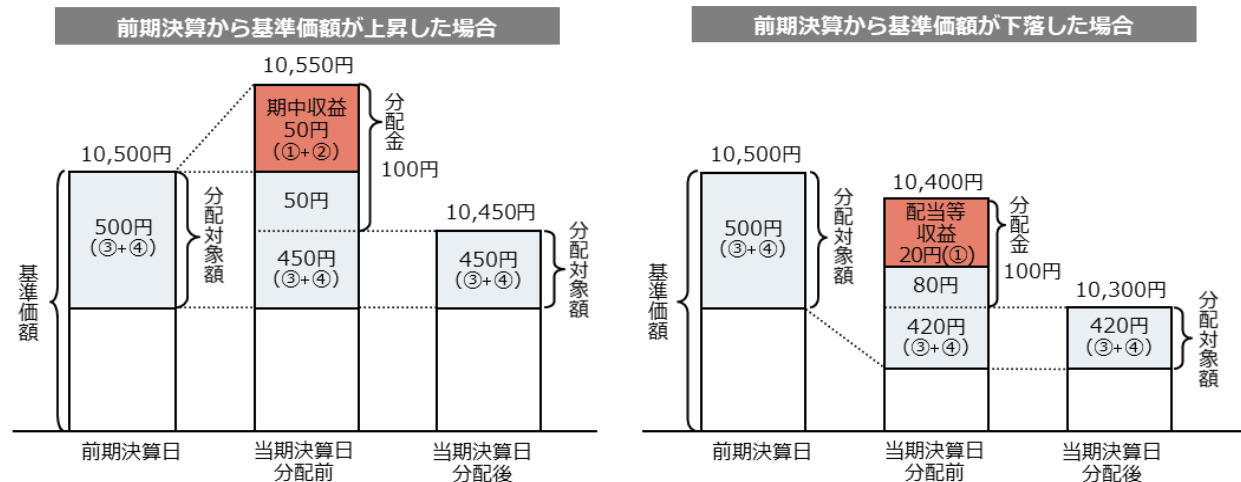 前期決算から基準価額が上昇した場合
10,550円
期中収益
50円
(①+②)
分配金
100円
10,500円
500円
(③+④)
分配対象額
50円
450円
(③+④)
10,450円
450円
(③+④)
分配対象額
基準価額
前期決算日
当期決算日
分配前
当期決算日
分配後
前期決算から基準価額が下落した場合
10,500円
500円
(③+④)
分配対象額
10,400円
配当等
収益
20円(①)
分配金
100円
80円
420円
(③+④)
10,300円
420円
(③+④)
分配対象額
基準価額
前期決算日
当期決算日
分配前
当期決算日
分配後